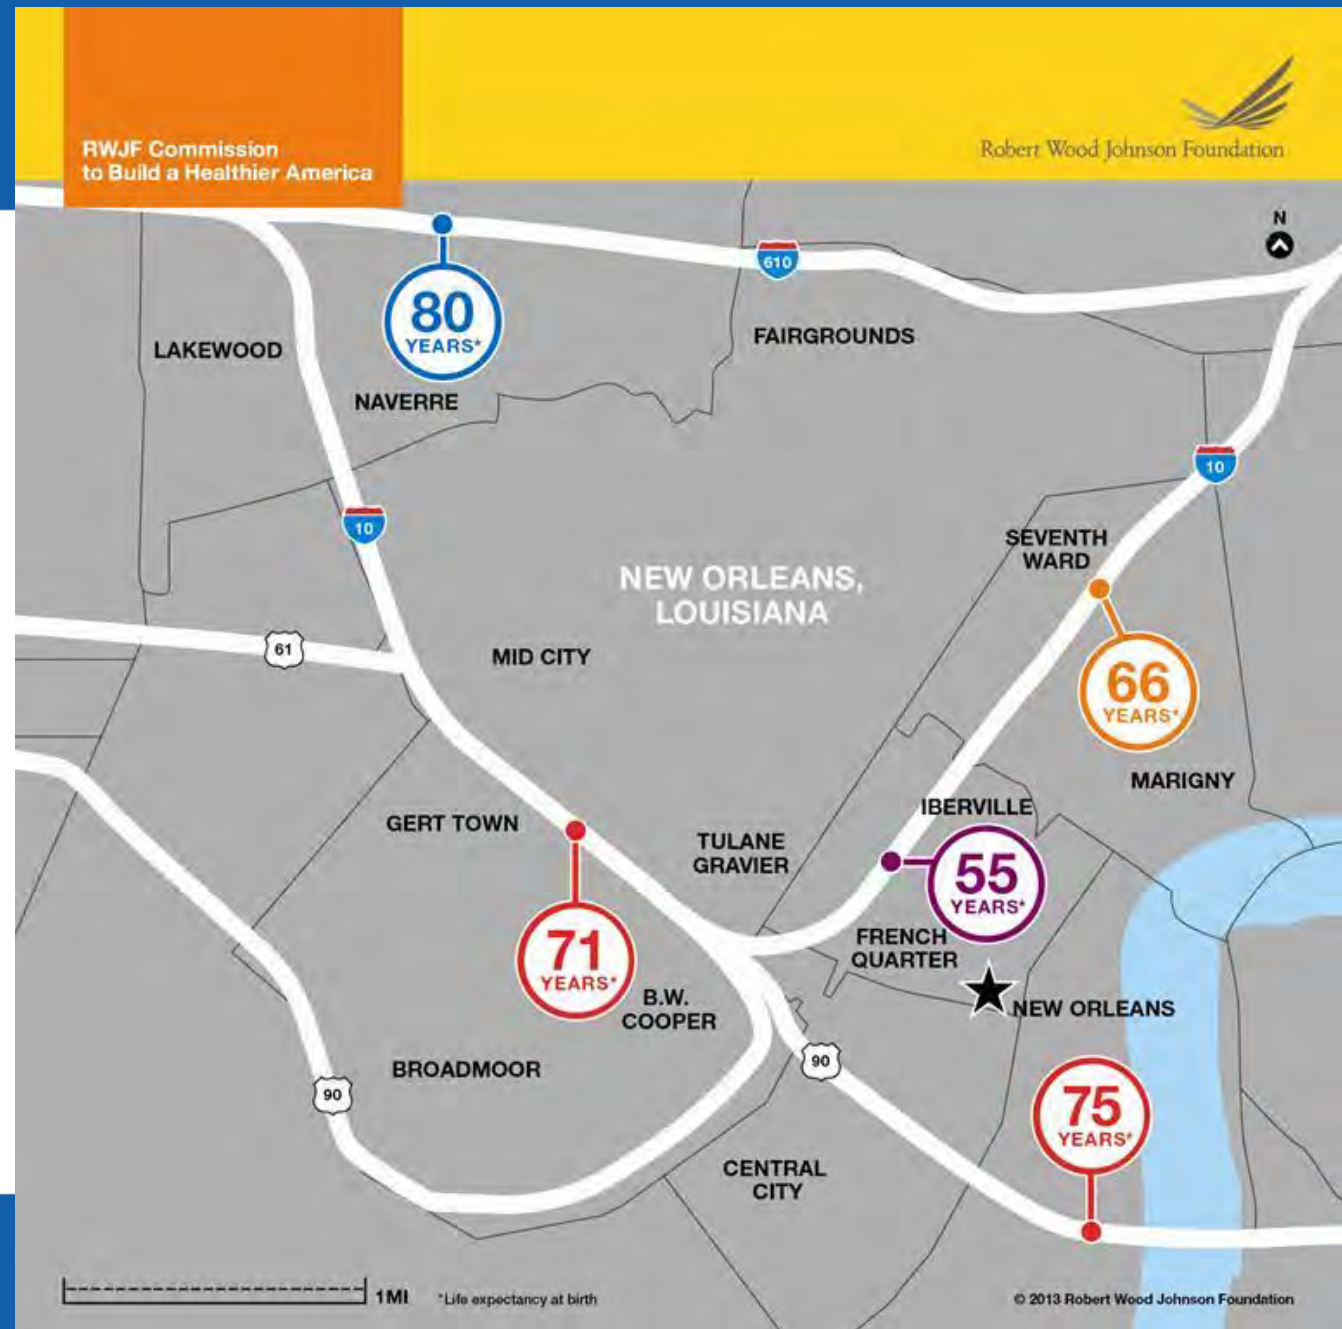 RWJF Commission
to Build a Healthier America
Robert Wood Johnson Foundation
N
610
80
YEARS*
LAKEWOOD
FAIRGROUNDS
NAVERRE
10
10
SEVENTH
WARD
NEW ORLEANS,
LOUISIANA
61
MID CITY
66
YEARS*
MARIGNY
IBERVILLE
GERT TOWN
TULANE
GRAVIER
55
YEARS*
FRENCH
QUARTER
71
YEARS*
B.W.
COOPER
NEW ORLEANS
BROADMOOR
90
90
75
YEARS*
CENTRAL
CITY
1MI
*Life expectancy at birth
© 2013 Robert Wood Johnson Foundation